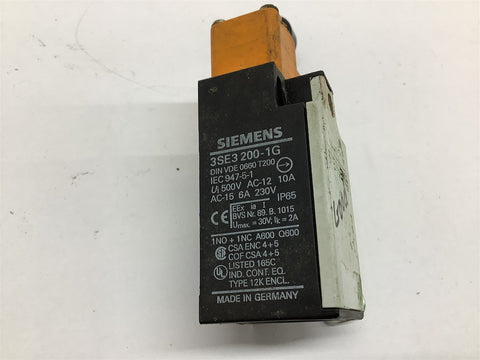 SIEMENS
3SE3 200-1G
DIN VDE 0660 T200
IEC 947-5-1
Ui 500V AC-12 10A
AC-15 6A 230V IP65
CE EEx ia I
BVS Nr. 89. B. 1015
Umax. = 30V; Ik = 2A
1NO + 1NC A600 Q600
CSA ENC 4+5
COF CSA 4+5
LISTED 165C
IND. CONT. EQ.
TYPE 12K ENCL.
MADE IN GERMANY